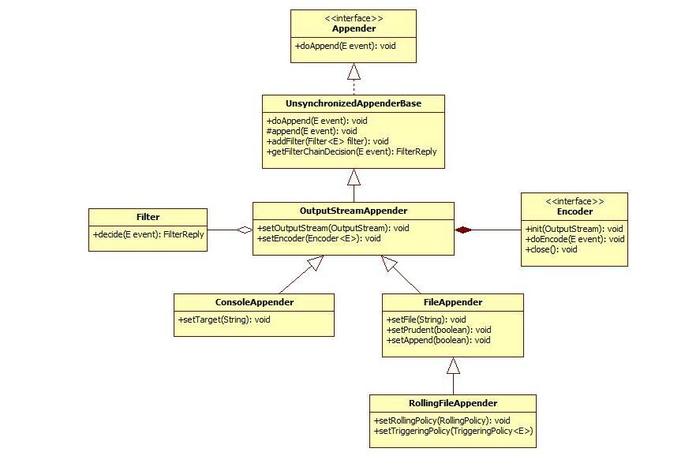 <<interface>>
Appender
+doAppend(E event): void
UnsynchronizedAppenderBase
+doAppend(E event): void
#append(E event): void
+addFilter(Filter<E> filter): void
+getFilterChainDecision(E event): FilterReply
Filter
+decide(E event): FilterReply
OutputStreamAppender
+setOutputStream(OutputStream): void
+setEncoder(Encoder<E>): void
<<interface>>
Encoder
+init(OutputStream): void
+doEncode(E event): void
+close(): void
ConsoleAppender
+setTarget(String): void
FileAppender
+setFile(String): void
+setPrudent(boolean): void
+setAppend(boolean): void
RollingFileAppender
+setRollingPolicy(RollingPolicy): void
+setTriggeringPolicy(TriggeringPolicy<E>)